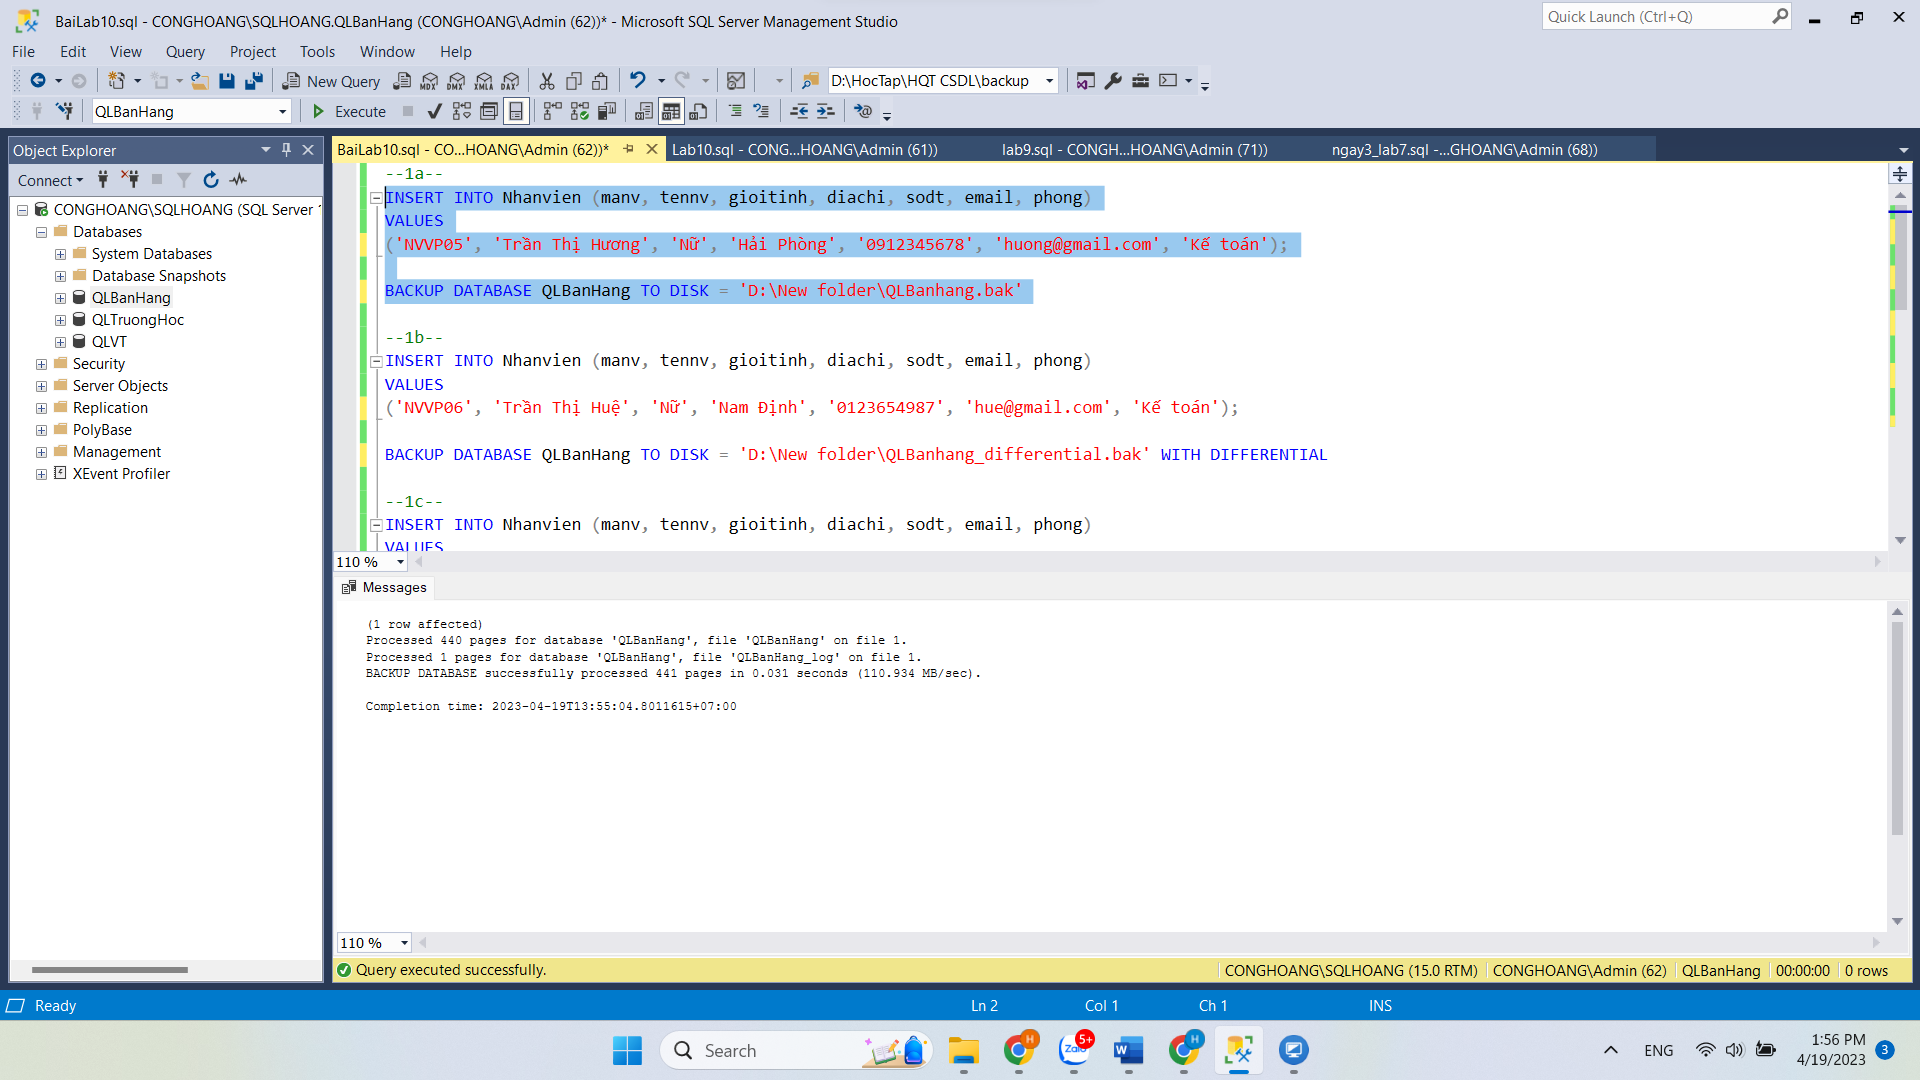 BaiLab10.sql - CONGHOANG\SQLHOANG.QLBanHang (CONGHOANG\Admin (62))* - Microsoft SQL Server Management Studio
Quick Launch (Ctrl+Q)
File Edit View Query Project Tools Window Help
New Query
MDX DMX XMLA DAX
D:\HocTap\HQT CSDL\backup
QLBanHang
Execute
Object Explorer
BaiLab10.sql - CO...HOANG\Admin (62))*
Lab10.sql - CONG...HOANG\Admin (61))
lab9.sql - CONGH...HOANG\Admin (71))
ngay3_lab7.sql -...GHOANG\Admin (68))
Connect
CONGHOANG\SQLHOANG (SQL Server 1
Databases
System Databases
Database Snapshots
QLBanHang
QLTruongHoc
QLVT
Security
Server Objects
Replication
PolyBase
Management
XEvent Profiler
--1a--
INSERT INTO Nhanvien (manv, tennv, gioitinh, diachi, sodt, email, phong)
VALUES
('NVVP05', 'Trần Thị Hương', 'Nữ', 'Hải Phòng', '0912345678', 'huong@gmail.com', 'Kế toán');
BACKUP DATABASE QLBanHang TO DISK = 'D:\New folder\QLBanhang.bak'
--1b--
INSERT INTO Nhanvien (manv, tennv, gioitinh, diachi, sodt, email, phong)
VALUES
('NVVP06', 'Trần Thị Huệ', 'Nữ', 'Nam Định', '0123654987', 'hue@gmail.com', 'Kế toán');
BACKUP DATABASE QLBanHang TO DISK = 'D:\New folder\QLBanhang_differential.bak' WITH DIFFERENTIAL
--1c--
INSERT INTO Nhanvien (manv, tennv, gioitinh, diachi, sodt, email, phong)
VALUES
110 %
Messages
(1 row affected)
Processed 440 pages for database 'QLBanHang', file 'QLBanHang' on file 1.
Processed 1 pages for database 'QLBanHang', file 'QLBanHang_log' on file 1.
BACKUP DATABASE successfully processed 441 pages in 0.031 seconds (110.934 MB/sec).
Completion time: 2023-04-19T13:55:04.8011615+07:00
110 %
Query executed successfully.
CONGHOANG\SQLHOANG (15.0 RTM) CONGHOANG\Admin (62) QLBanHang 00:00:00 0 rows
Ready
Ln 2 Col 1 Ch 1 INS
Search
H
Zalo
5+
W
H
ENG
1:56 PM
4/19/2023
3